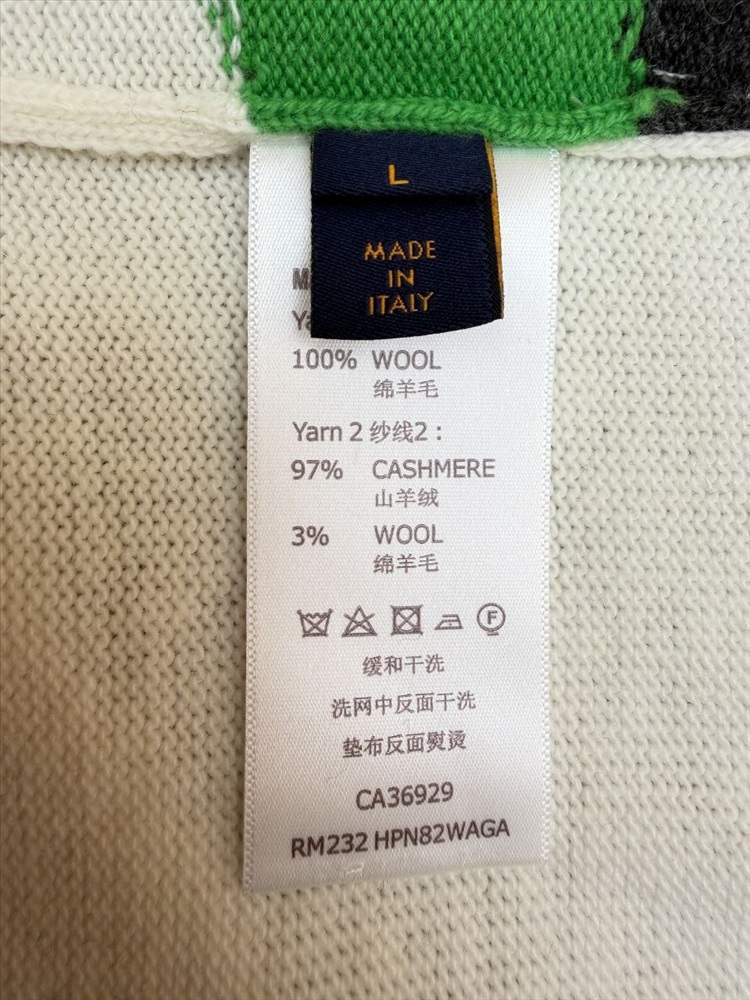 L
MADE
IN
ITALY
100% WOOL
绵羊毛
Yarn 2 纱线2：
97% CASHMERE
山羊绒
3% WOOL
绵羊毛
F
缓和干洗
洗网中反面干洗
垫布反面熨烫
CA36929
RM232 HPN82WAGA